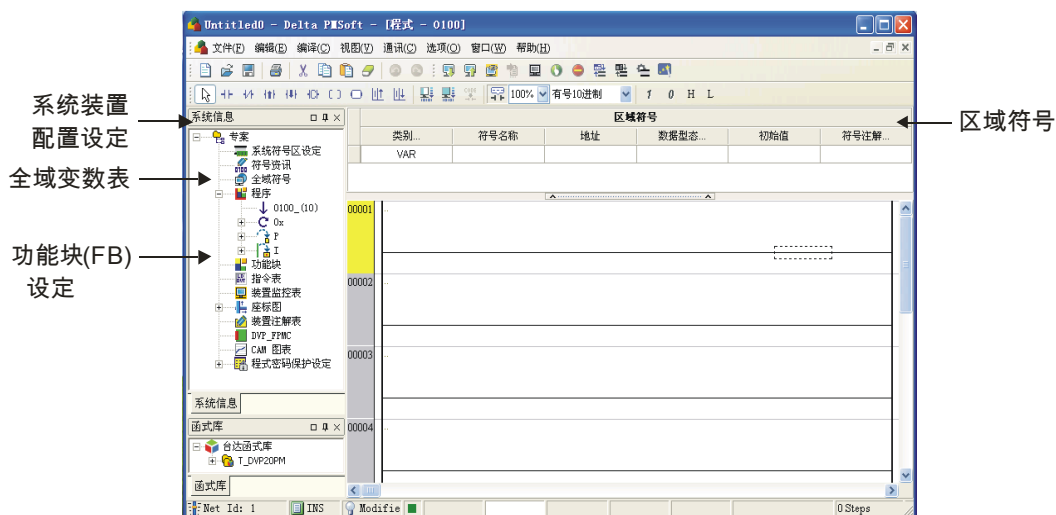 Untitled0 - Delta PMSoft - [程式 - 0100]
文件(F) 编辑(E) 编译(C) 视图(V) 通讯(C) 选项(O) 窗口(W) 帮助(H)
100% 有号10进制 1 0 H L
系统装置
配置设定
全域变数表
功能块(FB)
设定
系统信息
专案
系统符号区设定
符号资讯
全域符号
程序
0100_(10)
0x
P
I
功能块
指令表
装置监控表
座标图
装置注解表
DVP_FPMC
CAM 图表
程式密码保护设定
系统信息
函式库
台达函式库
T_DVP20PM
函式库
区域符号
类别... 符号名称 地址 数据型态... 初始值 符号注解...
VAR
00001
00002
00003
00004
区域符号
Net Id: 1 INS Modifie 0 Steps